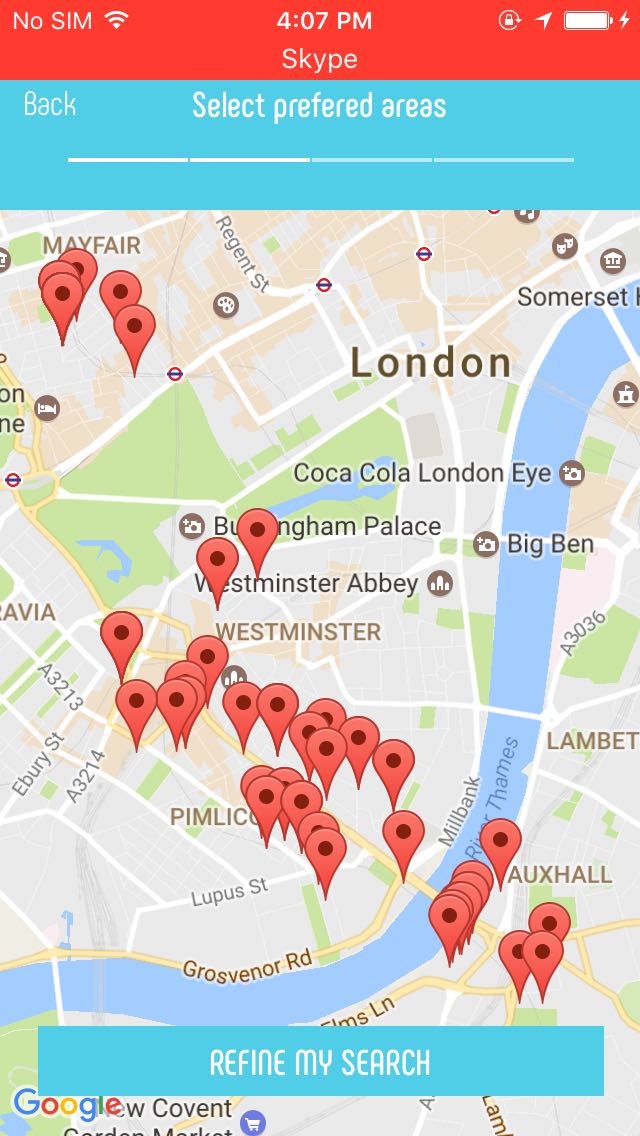 No SIM
4:07 PM
Skype
Back
Select prefered areas
MAYFAIR
Regent St
Somerset
London
Coca Cola London Eye
Buckingham Palace
Big Ben
Westminster Abbey
WESTMINSTER
A3036
A3213
Ebury St
A3214
LAMBET
PIMLICO
Millbank
River Thames
Lupus St
AUXHALL
Grosvenor Rd
Elms Ln
REFINE MY SEARCH
Google
New Covent
Garden Market